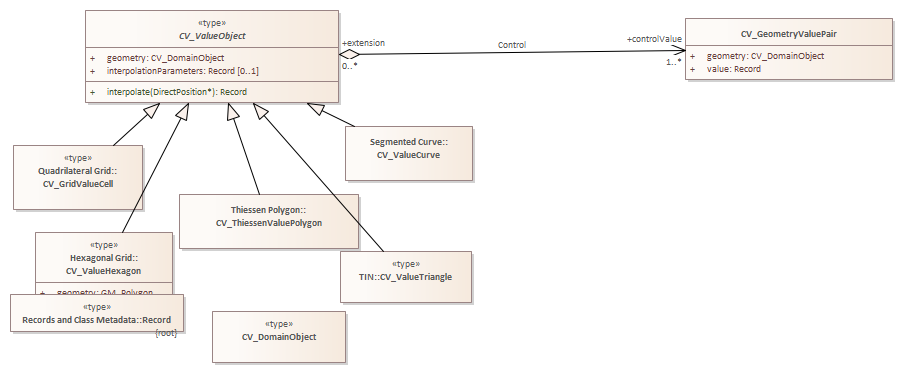 «type»
CV_ValueObject
+ geometry: CV_DomainObject
+ interpolationParameters: Record [0..1]
+ interpolate(DirectPosition*): Record
+extension
0..*
Control
+controlValue
1..*
CV_GeometryValuePair
+ geometry: CV_DomainObject
+ value: Record
Segmented Curve::
CV_ValueCurve
«type»
Quadrilateral Grid::
CV_GridValueCell
Thiessen Polygon::
CV_ThiessenValuePolygon
«type»
Hexagonal Grid::
CV_ValueHexagon
+ geometry: GM_Polygon
«type»
TIN::CV_ValueTriangle
«type»
Records and Class Metadata::Record
{root}
«type»
CV_DomainObject